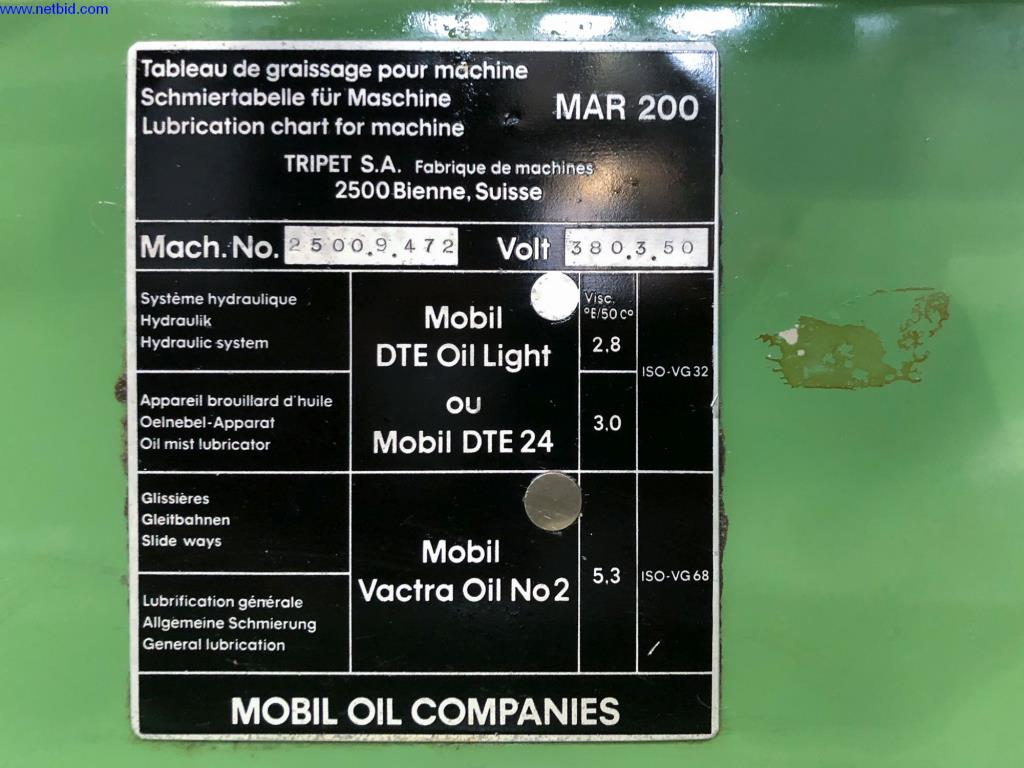 www.netbid.com
Tableau de graissage pour machine
Schmiertabelle für Maschine
Lubrication chart for machine
MAR 200
TRIPET S.A. Fabrique de machines
2500 Bienne, Suisse
Mach. No. 2500.9.472 Volt 380.3.50
Système hydraulique
Hydraulik
Hydraulic system
Mobil
DTE Oil Light
ou
Mobil DTE 24
Visc.
°E/50 C°
2,8
ISO-VG 32
Appareil brouillard d'huile
Oelnebel-Apparat
Oil mist lubricator
3,0
Glissières
Gleitbahnen
Slide ways
Mobil
Vactra Oil No 2
5,3
ISO-VG 68
Lubrification générale
Allgemeine Schmierung
General lubrication
MOBIL OIL COMPANIES